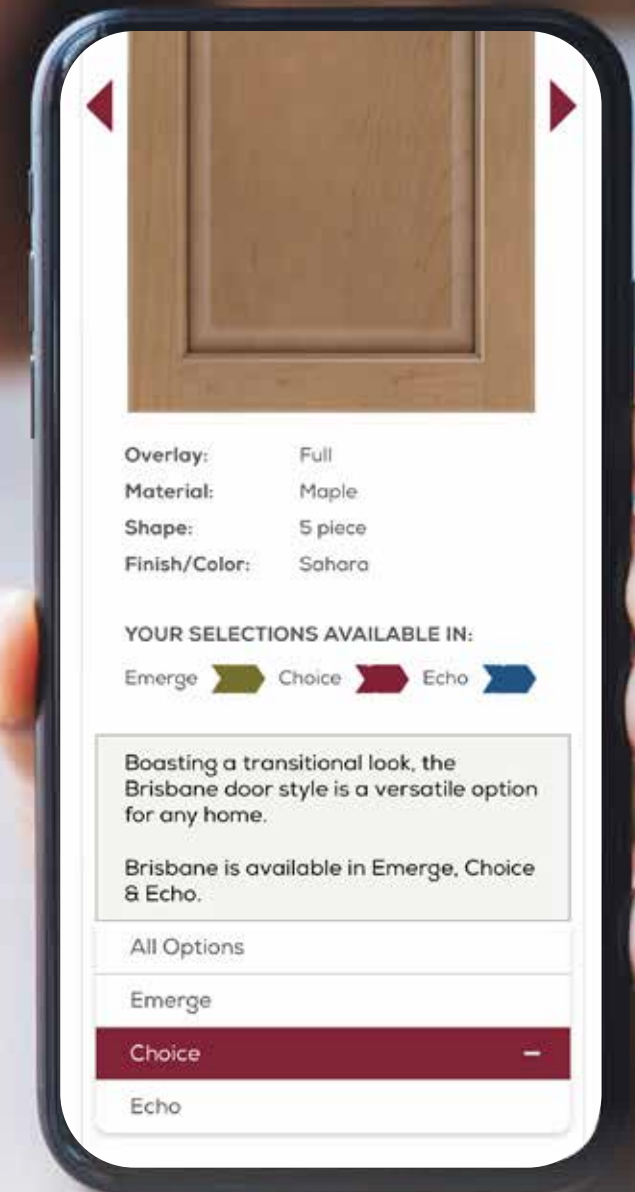 Overlay: Full
Material: Maple
Shape: 5 piece
Finish/Color: Sahara
YOUR SELECTIONS AVAILABLE IN:
Emerge Choice Echo
Boasting a transitional look, the
Brisbane door style is a versatile option
for any home.
Brisbane is available in Emerge, Choice
& Echo.
All Options
Emerge
Choice
Echo